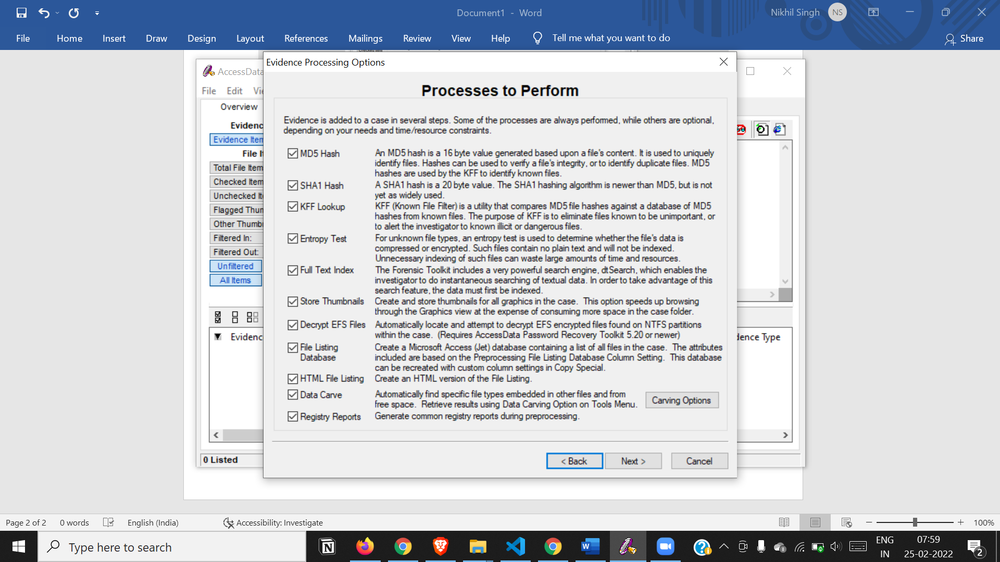 Document1 - Word
Nikhil Singh NS
File Home Insert Draw Design Layout References Mailings Review View Help Tell me what you want to do Share
Evidence Processing Options
AccessData
File Edit
Overview
Processes to Perform
Evidence is added to a case in several steps. Some of the processes are always performed, while others are optional,
depending on your needs and time/resource constraints.
Evidenc
Evidence Item
File It
Total File Item
Checked Item
Unchecked Ite
Flagged Thum
Other Thumbn
Filtered In:
Filtered Out:
Unfiltered
All Items
MD5 Hash An MD5 hash is a 16 byte value generated based upon a file's content. It is used to uniquely
identify files. Hashes can be used to verify a file's integrity, or to identify duplicate files. MD5
hashes are used by the KFF to identify known files.
SHA1 Hash A SHA1 hash is a 20 byte value. The SHA1 hashing algorithm is newer than MD5, but is not
yet as widely used.
KFF Lookup KFF (Known File Filter) is a utility that compares MD5 file hashes against a database of MD5
hashes from known files. The purpose of KFF is to eliminate files known to be unimportant, or
to alert the investigator to known illicit or dangerous files.
Entropy Test For unknown file types, an entropy test is used to determine whether the file's data is
compressed or encrypted. Such files contain no plain text and will not be indexed.
Unnecessary indexing of such files can waste large amounts of time and resources.
Full Text Index The Forensic Toolkit includes a very powerful search engine, dtSearch, which enables the
investigator to do instantaneous searching of textual data. In order to take advantage of this
search feature, the data must first be indexed.
Store Thumbnails Create and store thumbnails for all graphics in the case. This option speeds up browsing
through the Graphics view at the expense of consuming more space in the case folder.
Decrypt EFS Files Automatically locate and attempt to decrypt EFS encrypted files found on NTFS partitions
within the case. (Requires AccessData Password Recovery Toolkit 5.20 or newer)
File Listing Create a Microsoft Access (Jet) database containing a list of all files in the case. The attributes
Database included are based on the Preprocessing File Listing Database Column Setting. This database
can be recreated with custom column settings in Copy Special.
HTML File Listing Create an HTML version of the File Listing.
Data Carve Automatically find specific file types embedded in other files and from
free space. Retrieve results using Data Carving Option on Tools Menu.
Carving Options
Registry Reports Generate common registry reports during preprocessing.
Evidenc
dence Type
0 Listed
< Back Next > Cancel
Page 2 of 2 0 words English (India) Accessibility: Investigate 100%
Type here to search
ENG 07:59
IN 25-02-2022 2